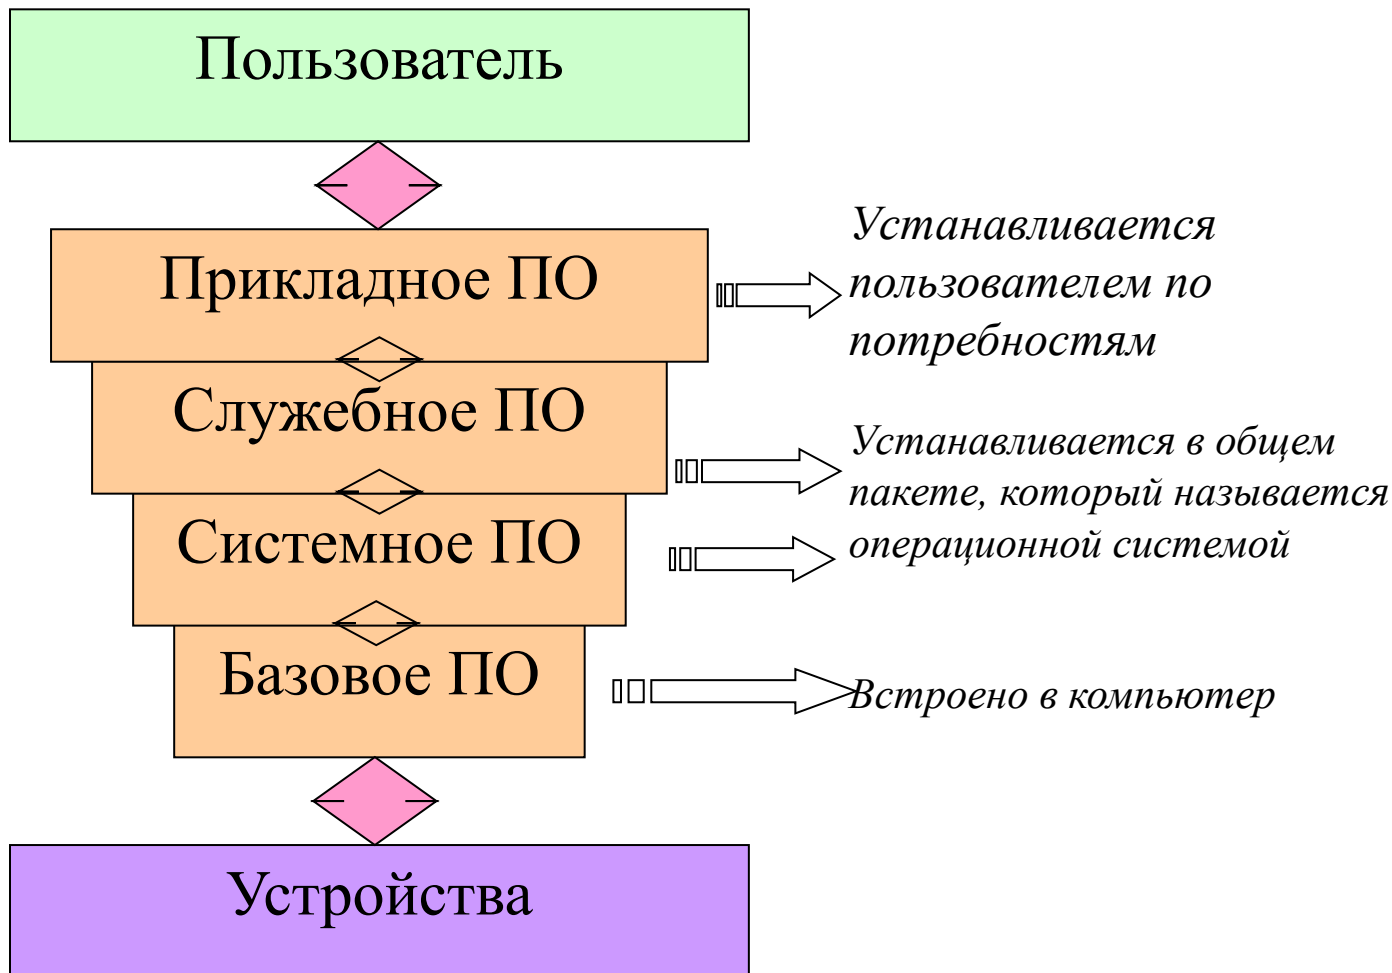 Пользователь
Прикладное ПО
Устанавливается
пользователем по
потребностям
Служебное ПО
Устанавливается в общем
пакете, который называется
операционной системой
Системное ПО
Базовое ПО
Встроено в компьютер
Устройства